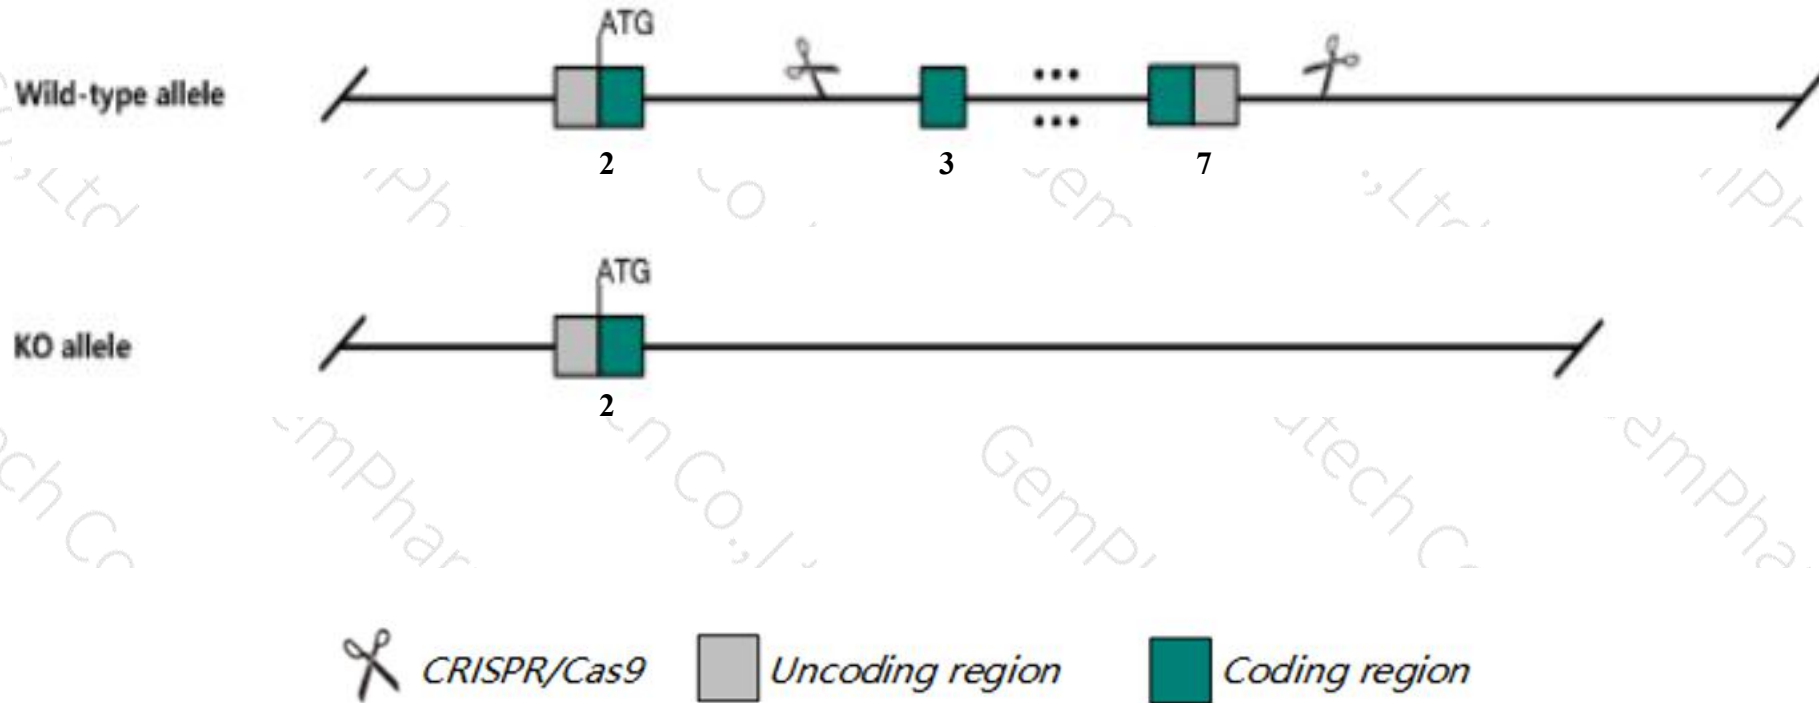 ATG
Wild-type allele
2 3 7
ATG
KO allele
2
CRISPR/Cas9 Uncoding region Coding region